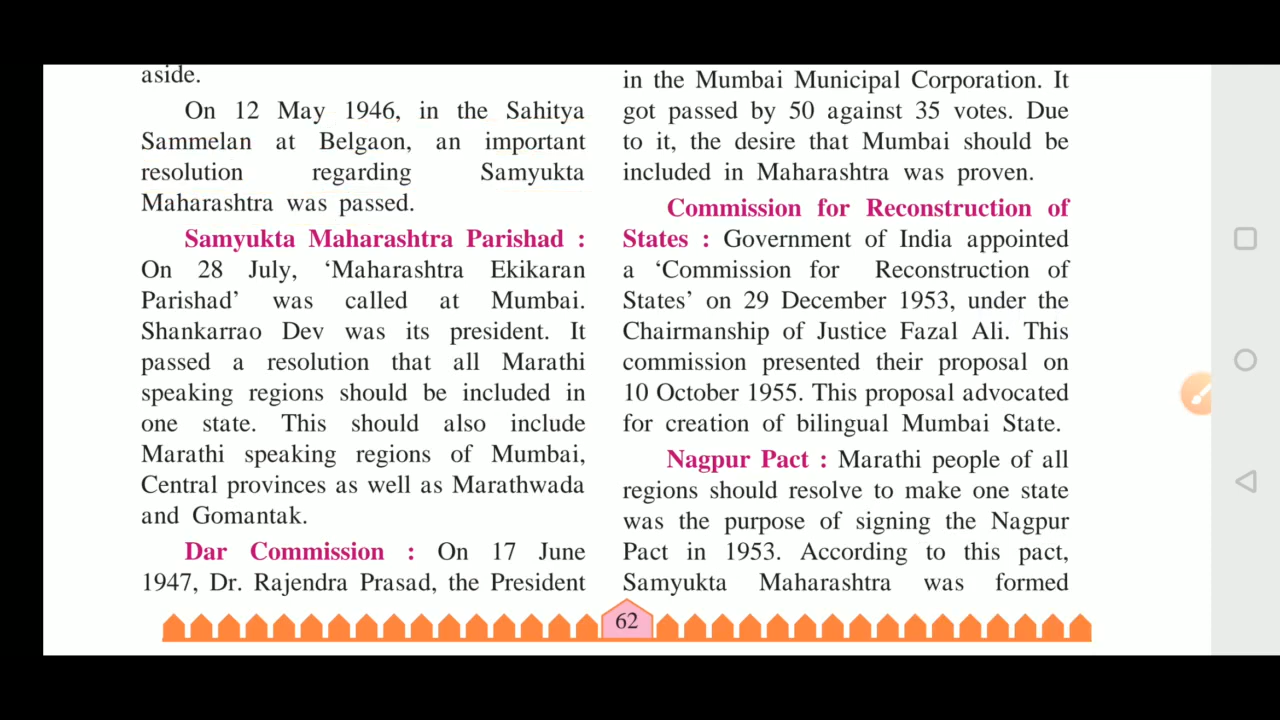 aside.
On 12 May 1946, in the Sahitya
Sammelan at Belgaon, an important
resolution regarding Samyukta
Maharashtra was passed.
Samyukta Maharashtra Parishad :
On 28 July, ‘Maharashtra Ekikaran
Parishad’ was called at Mumbai.
Shankarrao Dev was its president. It
passed a resolution that all Marathi
speaking regions should be included in
one state. This should also include
Marathi speaking regions of Mumbai,
Central provinces as well as Marathwada
and Gomantak.
Dar Commission : On 17 June
1947, Dr. Rajendra Prasad, the President
in the Mumbai Municipal Corporation. It
got passed by 50 against 35 votes. Due
to it, the desire that Mumbai should be
included in Maharashtra was proven.
Commission for Reconstruction of
States : Government of India appointed
a ‘Commission for Reconstruction of
States’ on 29 December 1953, under the
Chairmanship of Justice Fazal Ali. This
commission presented their proposal on
10 October 1955. This proposal advocated
for creation of bilingual Mumbai State.
Nagpur Pact : Marathi people of all
regions should resolve to make one state
was the purpose of signing the Nagpur
Pact in 1953. According to this pact,
Samyukta Maharashtra was formed
62